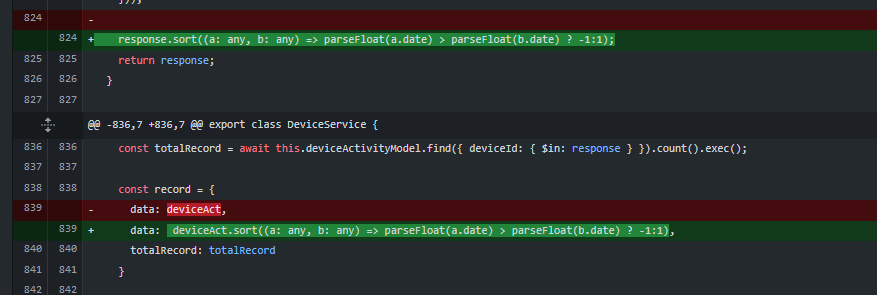 }));
824 -
824 + response.sort((a: any, b: any) => parseFloat(a.date) > parseFloat(b.date) ? -1:1);
825 825 return response;
826 826 }
827 827
@@ -836,7 +836,7 @@ export class DeviceService {
836 836 const totalRecord = await this.deviceActivityModel.find({ deviceId: { $in: response } }).count().exec();
837 837
838 838 const record = {
839 - data: deviceAct,
839 + data: deviceAct.sort((a: any, b: any) => parseFloat(a.date) > parseFloat(b.date) ? -1:1),
840 840 totalRecord: totalRecord
841 841 }
842 842